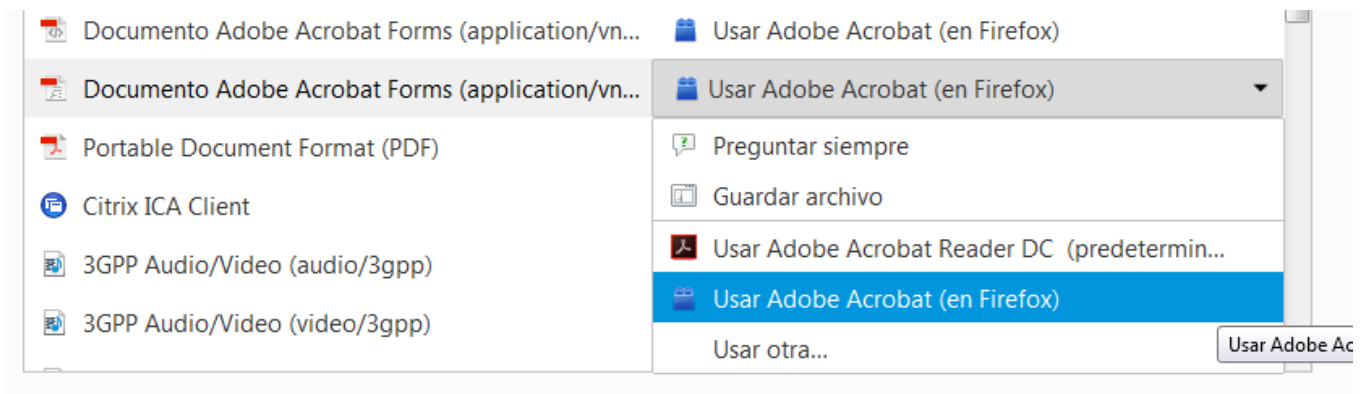 Documento Adobe Acrobat Forms (application/vn... Usar Adobe Acrobat (en Firefox)
Documento Adobe Acrobat Forms (application/vn... Usar Adobe Acrobat (en Firefox)
Portable Document Format (PDF) Preguntar siempre
Citrix ICA Client Guardar archivo
3GPP Audio/Video (audio/3gpp) Usar Adobe Acrobat Reader DC (predetermin...
3GPP Audio/Video (video/3gpp) Usar Adobe Acrobat (en Firefox)
Usar otra... Usar Adobe Ac